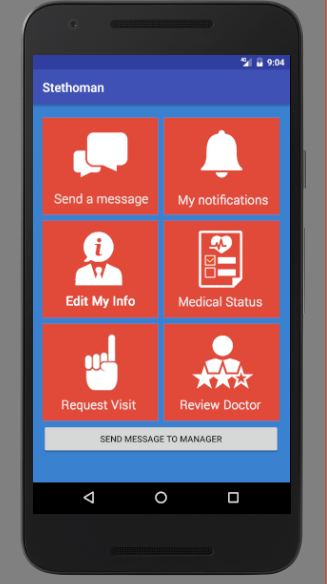 4G 9:04
Stethoman
Send a message
My notifications
Edit My Info
Medical Status
Request Visit
Review Doctor
SEND MESSAGE TO MANAGER